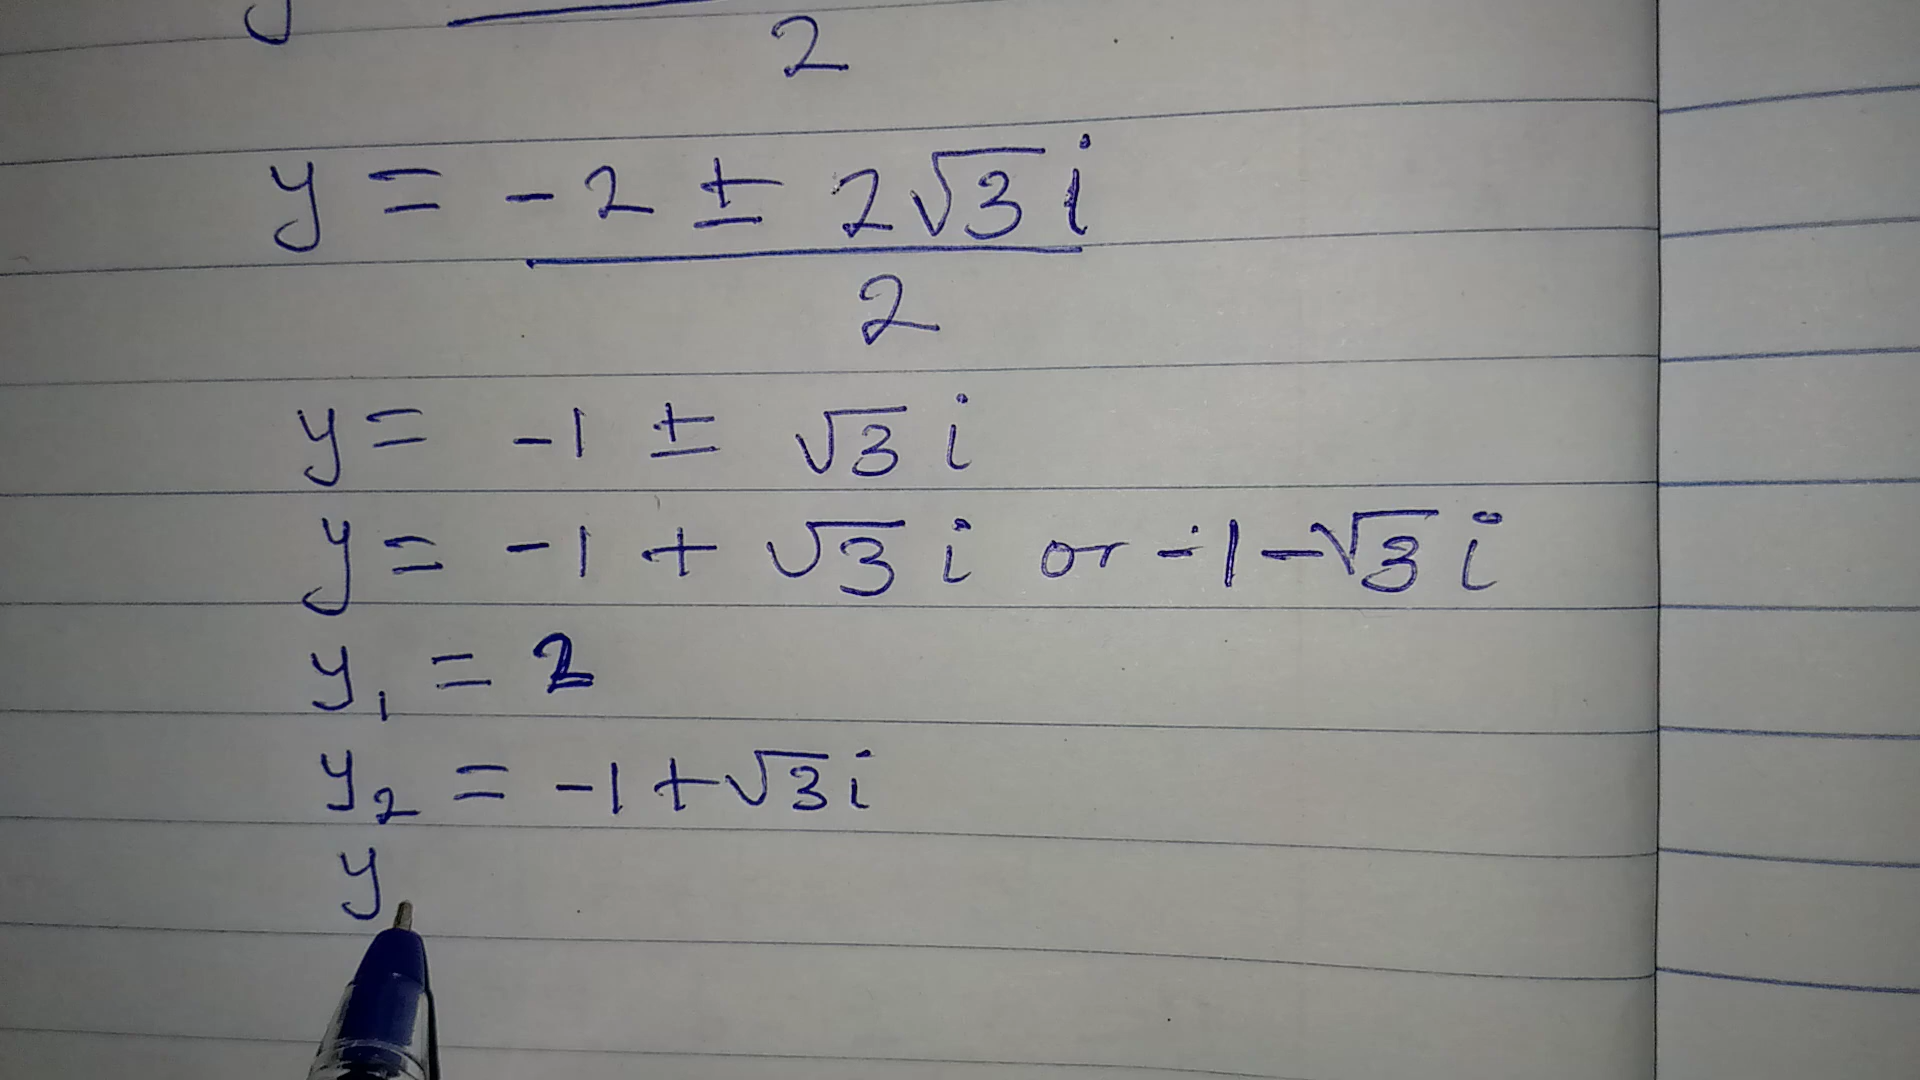 2
y = -2 ± 2√3 i
2
y = -1 ± √3 i
y = -1 + √3 i or -1 - √3 i
y₁ = 2
y₂ = -1 + √3 i
y